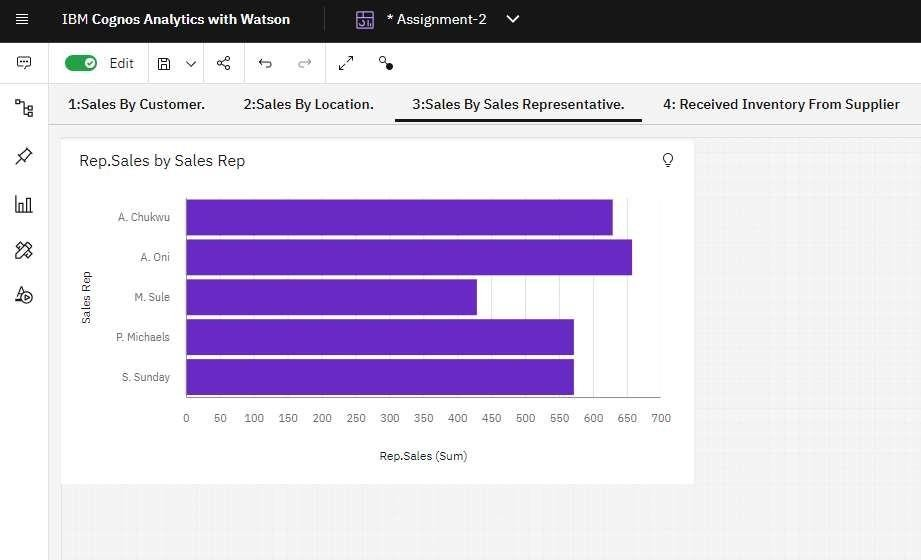 IBM Cognos Analytics with Watson
* Assignment-2
Edit
1:Sales By Customer.
2:Sales By Location.
3:Sales By Sales Representative.
4: Received Inventory From Supplier
Rep.Sales by Sales Rep
Sales Rep
A. Chukwu
A. Oni
M. Sule
P. Michaels
S. Sunday
0 50 100 150 200 250 300 350 400 450 500 550 600 650 700
Rep.Sales (Sum)